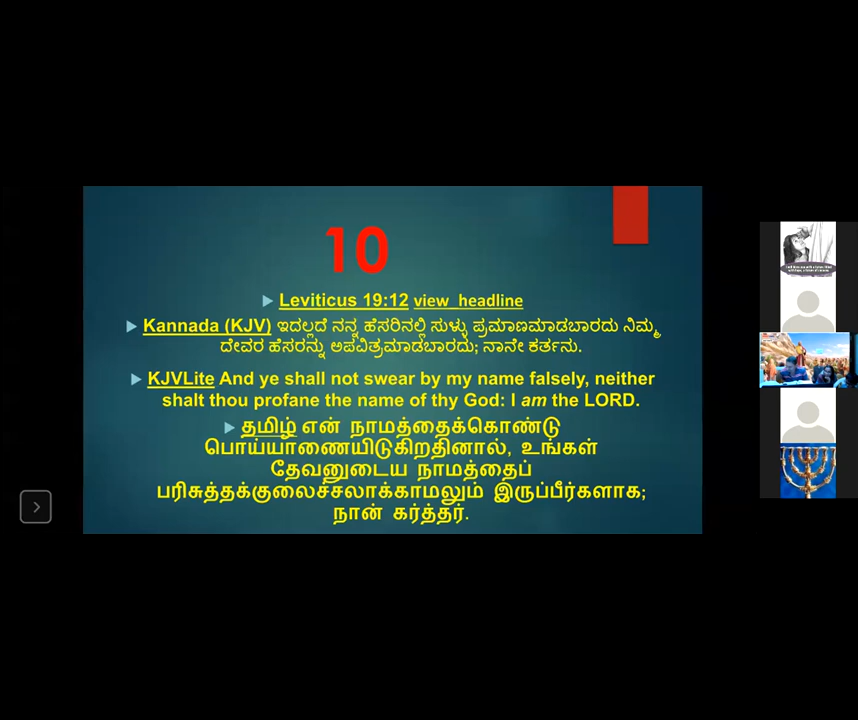 10
Leviticus 19:12 view_headline
Kannada (KJV) ಇದಲ್ಲದೆ ನನ್ನ ಹೆಸರಿನಲ್ಲಿ ಸುಳ್ಳು ಪ್ರಮಾಣಮಾಡಬಾರದು ನಿಮ್ಮ
ದೇವರ ಹೆಸರನ್ನು ಅಪವಿತ್ರಮಾಡಬಾರದು; ನಾನೇ ಕರ್ತನು.
KJVLite And ye shall not swear by my name falsely, neither
shalt thou profane the name of thy God: I am the LORD.
தமிழ் என் நாமத்தைக்கொண்டு
பொய்யாணையிடுகிறதினால், உங்கள்
தேவனுடைய நாமத்தைப்
பரிசுத்தக்குலைச்சலாக்காமலும் இருப்பீர்களாக;
நான் கர்த்தர்.